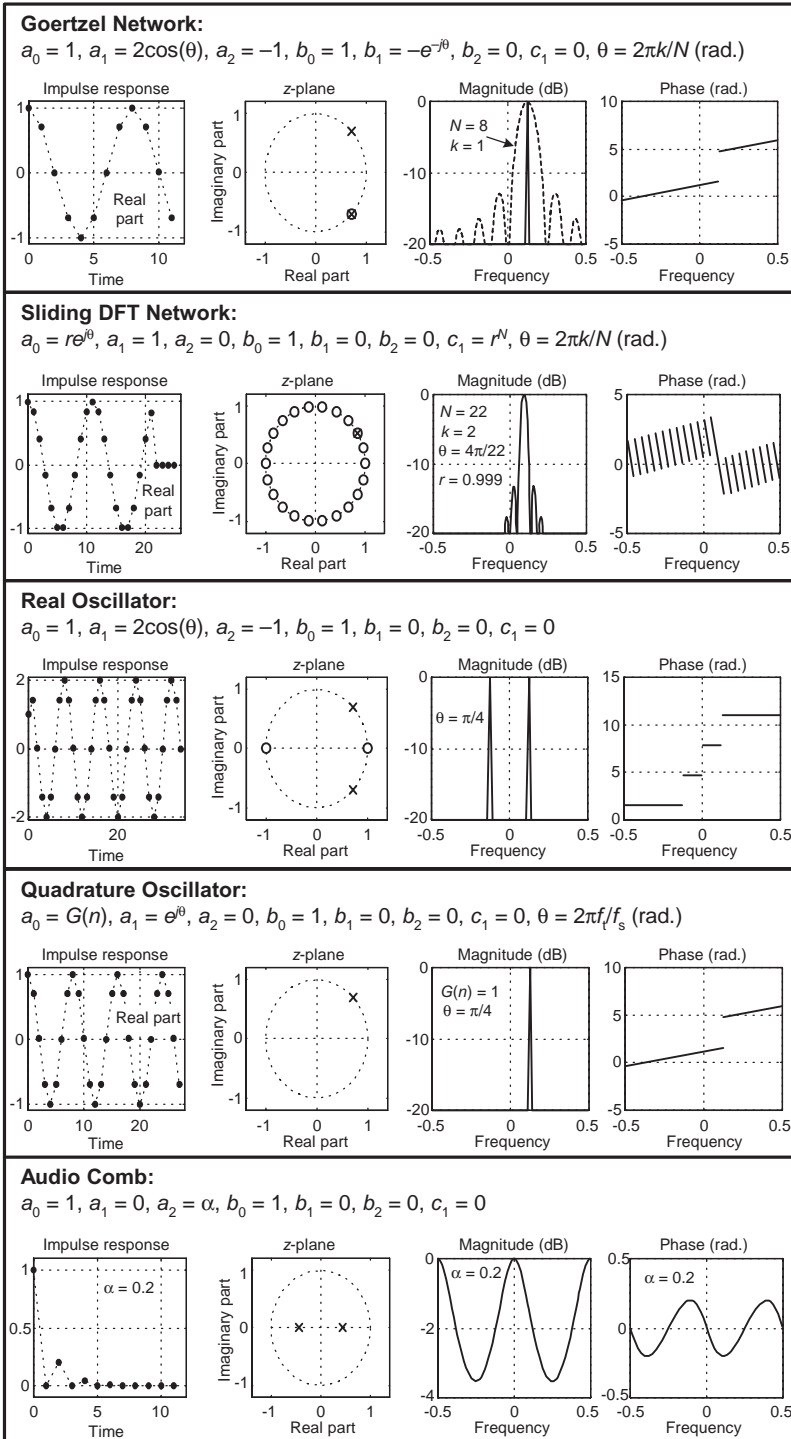 Goertzel Network:
a₀ = 1, a₁ = 2cos(θ), a₂ = –1, b₀ = 1, b₁ = –e^(–jθ), b₂ = 0, c₁ = 0, θ = 2πk/N (rad.)
Impulse response
z-plane
Magnitude (dB)
Phase (rad.)
1
0
-1
Real
part
0 5 10
Time
Imaginary part
1
0
-1
-1 0 1
Real part
0
-10
-20
N = 8
k = 1
-0.5 0 0.5
Frequency
10
5
0
-5
-0.5 0 0.5
Frequency
Sliding DFT Network:
a₀ = re^(jθ), a₁ = 1, a₂ = 0, b₀ = 1, b₁ = 0, b₂ = 0, c₁ = r^N, θ = 2πk/N (rad.)
Impulse response
z-plane
Magnitude (dB)
Phase (rad.)
1
0
-1
Real
part
0 10 20
Time
Imaginary part
1
0
-1
-1 0 1
Real part
0
-10
-20
N = 22
k = 2
θ = 4π/22
r = 0.999
-0.5 0 0.5
Frequency
5
0
-5
-0.5 0 0.5
Frequency
Real Oscillator:
a₀ = 1, a₁ = 2cos(θ), a₂ = –1, b₀ = 1, b₁ = 0, b₂ = 0, c₁ = 0
Impulse response
z-plane
Magnitude (dB)
Phase (rad.)
2
0
-2
0 20
Time
Imaginary part
1
0
-1
-1 0 1
Real part
0
-10
-20
θ = π/4
-0.5 0 0.5
Frequency
15
10
5
0
-0.5 0 0.5
Frequency
Quadrature Oscillator:
a₀ = G(n), a₁ = e^(jθ), a₂ = 0, b₀ = 1, b₁ = 0, b₂ = 0, c₁ = 0, θ = 2πfₜ/fₛ (rad.)
Impulse response
z-plane
Magnitude (dB)
Phase (rad.)
1
0
-1
Real part
0 10 20
Time
Imaginary part
1
0
-1
-1 0 1
Real part
0
-10
-20
G(n) = 1
θ = π/4
-0.5 0 0.5
Frequency
10
5
0
-5
-0.5 0 0.5
Frequency
Audio Comb:
a₀ = 1, a₁ = 0, a₂ = α, b₀ = 1, b₁ = 0, b₂ = 0, c₁ = 0
Impulse response
z-plane
Magnitude (dB)
Phase (rad.)
1
0.5
0
α = 0.2
0 5 10
Time
Imaginary part
1
0
-1
-1 0 1
Real part
0
-2
-4
α = 0.2
-0.5 0 0.5
Frequency
0.5
0
-0.5
α = 0.2
-0.5 0 0.5
Frequency